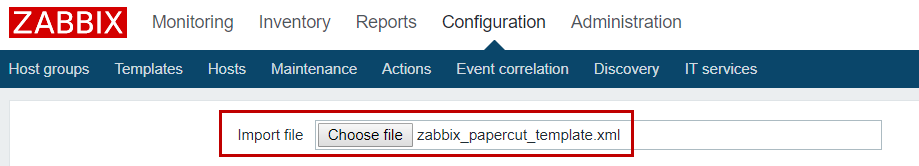 ZABBIX Monitoring Inventory Reports Configuration Administration
Host groups Templates Hosts Maintenance Actions Event correlation Discovery IT services
Import file Choose file zabbix_papercut_template.xml